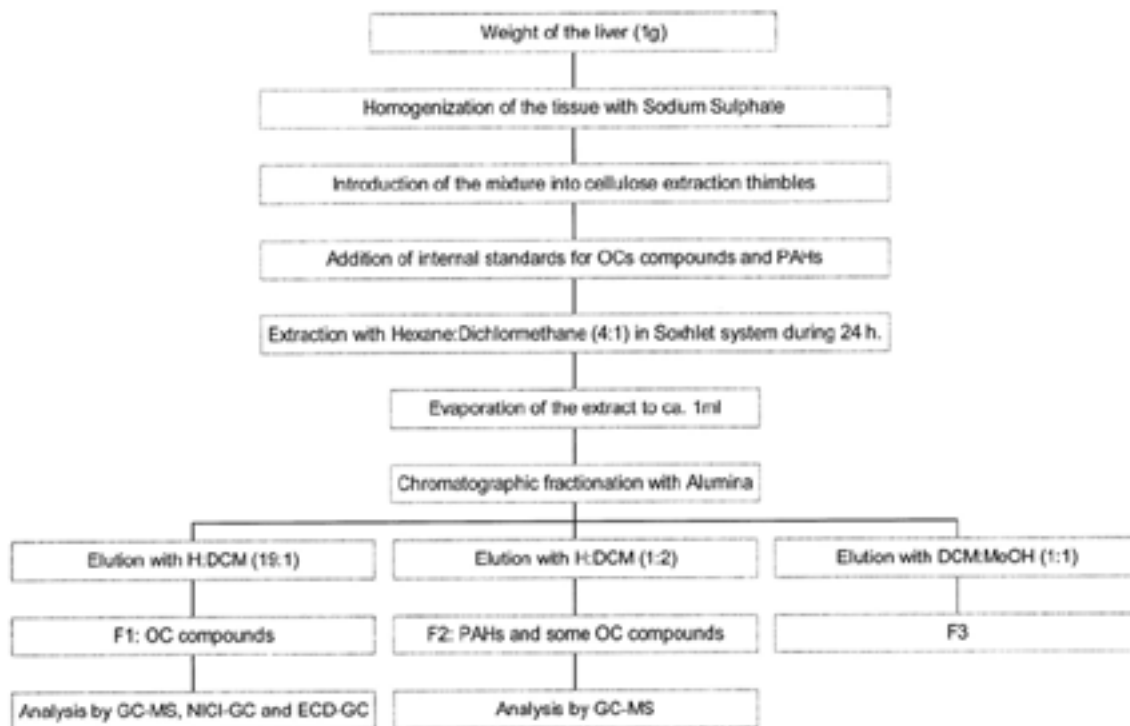 Weight of the liver (1g)
Homogenization of the tissue with Sodium Sulphate
Introduction of the mixture into cellulose extraction thimbles
Addition of internal standards for OCs compounds and PAHs
Extraction with Hexane:Dichlormethane (4:1) in Soxhlet system during 24 h.
Evaporation of the extract to ca. 1ml
Chromatographic fractionation with Alumina
Elution with H:DCM (19:1)
Elution with H:DCM (1:2)
Elution with DCM:MeOH (1:1)
F1: OC compounds
F2: PAHs and some OC compounds
F3
Analysis by GC-MS, NICI-GC and ECD-GC
Analysis by GC-MS